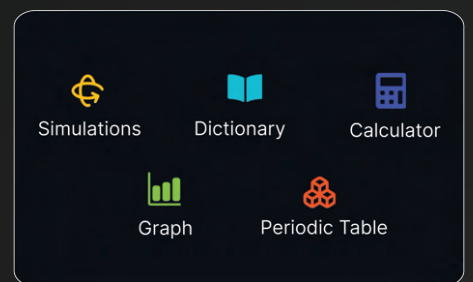 Simulations
Dictionary
Calculator
Graph
Periodic Table